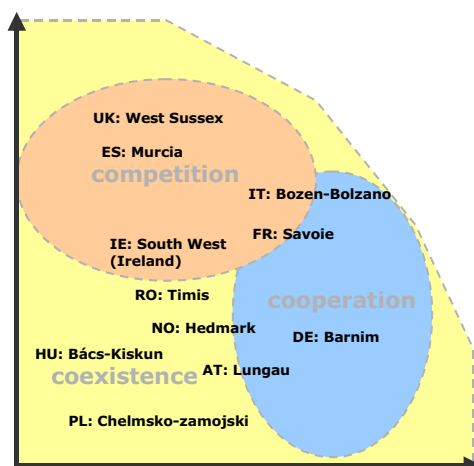 UK: West Sussex
ES: Murcia
competition
IT: Bozen-Bolzano
FR: Savoie
IE: South West
(Ireland)
RO: Timis
cooperation
NO: Hedmark
DE: Barnim
HU: Bács-Kiskun
AT: Lungau
coexistence
PL: Chelmsko-zamojski